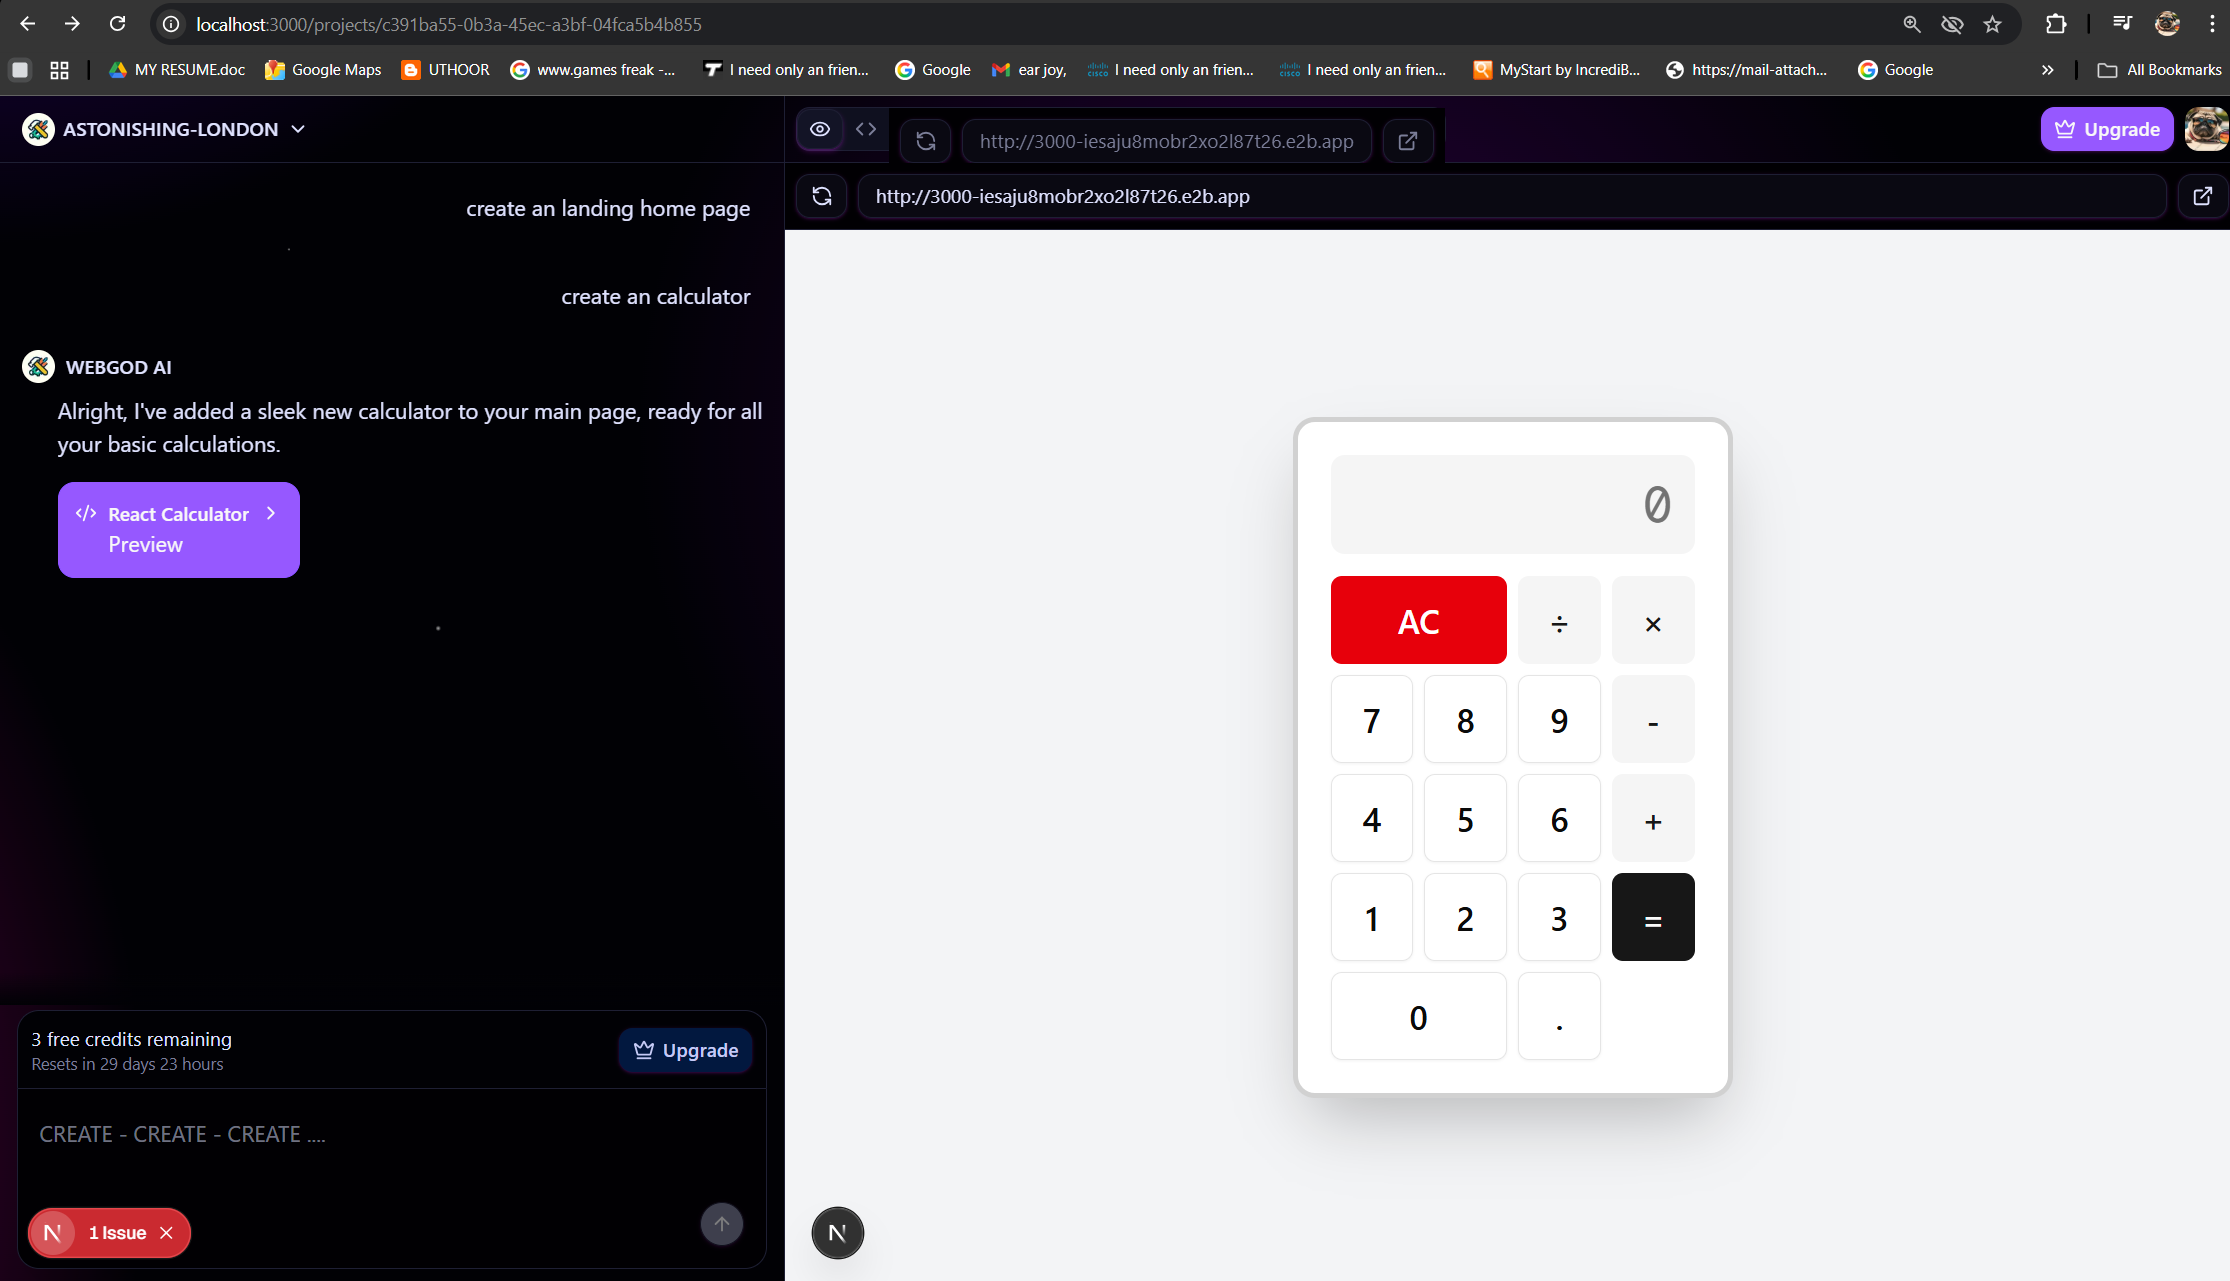 localhost:3000/projects/c391ba55-0b3a-45ec-a3bf-04fca5b4b855
MY RESUME.doc
Google Maps
UTHOOR
www.games freak -...
I need only an frien...
Google
ear joy,
I need only an frien...
I need only an frien...
MyStart by IncrediB...
https://mail-attach...
Google
All Bookmarks
ASTONISHING-LONDON
http://3000-iesaju8mobr2xo2l87t26.e2b.app
Upgrade
http://3000-iesaju8mobr2xo2l87t26.e2b.app
create an landing home page
create an calculator
WEBGOD AI
Alright, I've added a sleek new calculator to your main page, ready for all
your basic calculations.
</> React Calculator >
Preview
3 free credits remaining
Resets in 29 days 23 hours
Upgrade
CREATE - CREATE - CREATE ....
N 1 Issue
0
AC ÷ ×
7 8 9 -
4 5 6 +
1 2 3 =
0 .
N